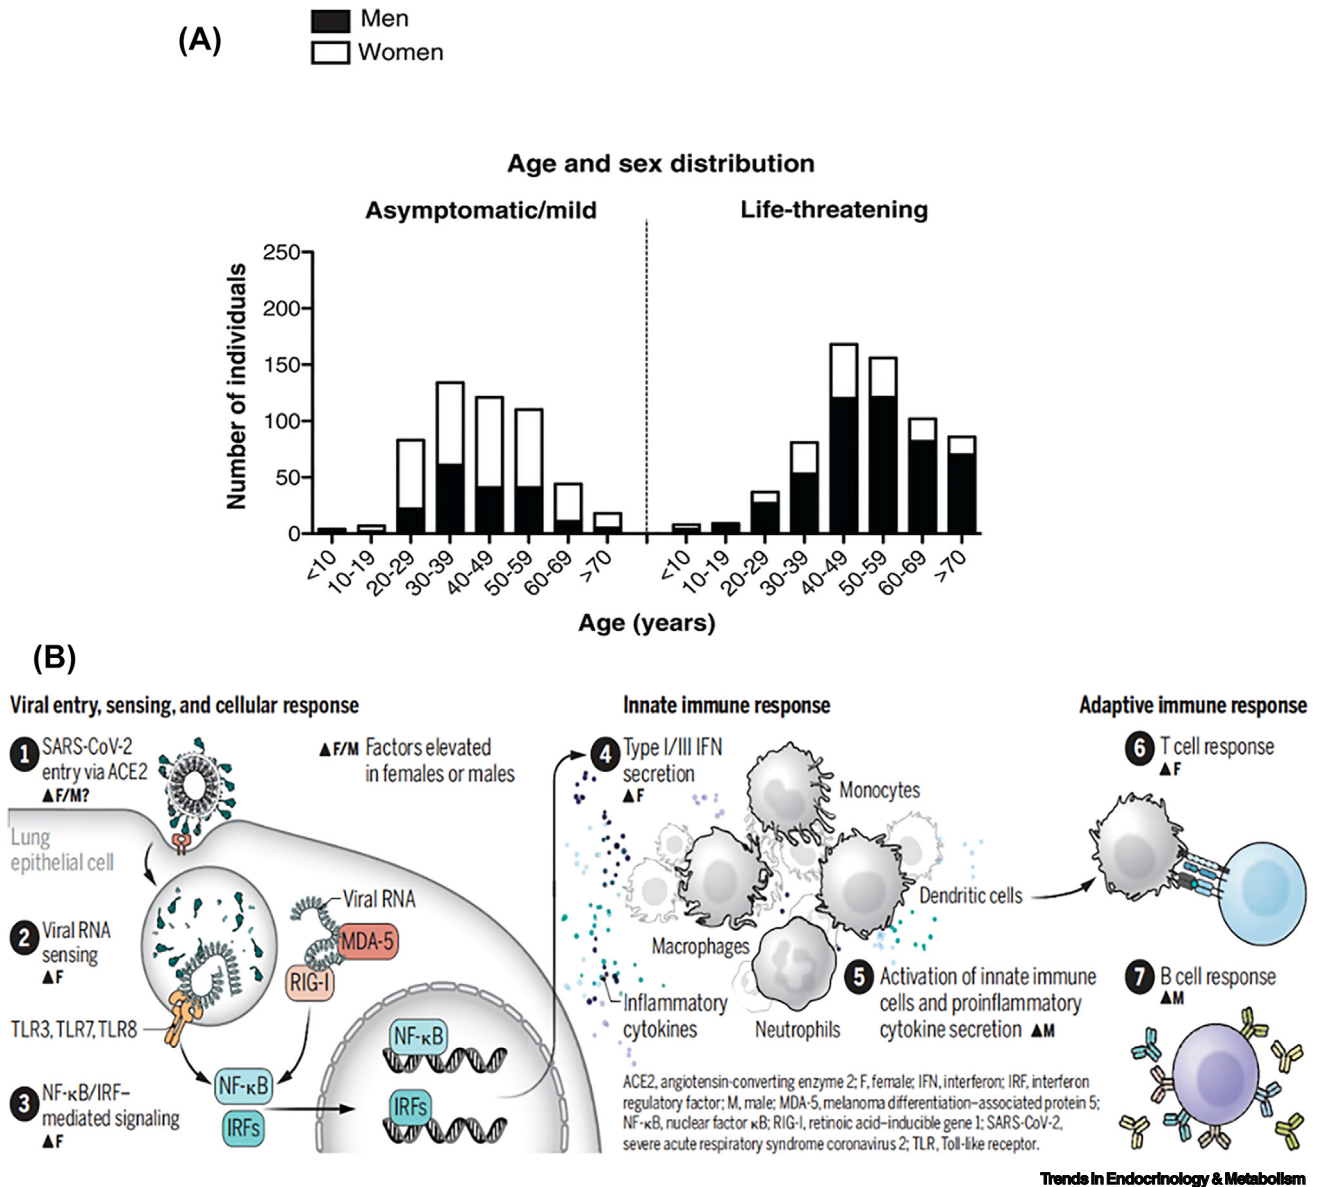 (A)
Men
Women
Age and sex distribution
Asymptomatic/mild
Life-threatening
Number of individuals
250
200
150
100
50
0
<10
10-19
20-29
30-39
40-49
50-59
60-69
>70
<10
10-19
20-29
30-39
40-49
50-59
60-69
>70
Age (years)
(B)
Viral entry, sensing, and cellular response
1 SARS-CoV-2
entry via ACE2
▲F/M?
▲F/M Factors elevated
in females or males
Lung
epithelial cell
2 Viral RNA
sensing
▲F
Viral RNA
MDA-5
RIG-I
TLR3, TLR7, TLR8
3 NF-κB/IRF–
mediated signaling
▲F
NF-κB
IRFs
NF-κB
IRFs
Innate immune response
4 Type I/III IFN
secretion
▲F
Monocytes
Macrophages
Dendritic cells
Inflammatory
cytokines
Neutrophils
5 Activation of innate immune
cells and proinflammatory
cytokine secretion ▲M
Adaptive immune response
6 T cell response
▲F
7 B cell response
▲M
ACE2, angiotensin-converting enzyme 2; F, female; IFN, interferon; IRF, interferon
regulatory factor; M, male; MDA-5, melanoma differentiation–associated protein 5;
NF-κB, nuclear factor κB; RIG-I, retinoic acid–inducible gene 1; SARS-CoV-2,
severe acute respiratory syndrome coronavirus 2; TLR, Toll-like receptor.
Trends in Endocrinology & Metabolism